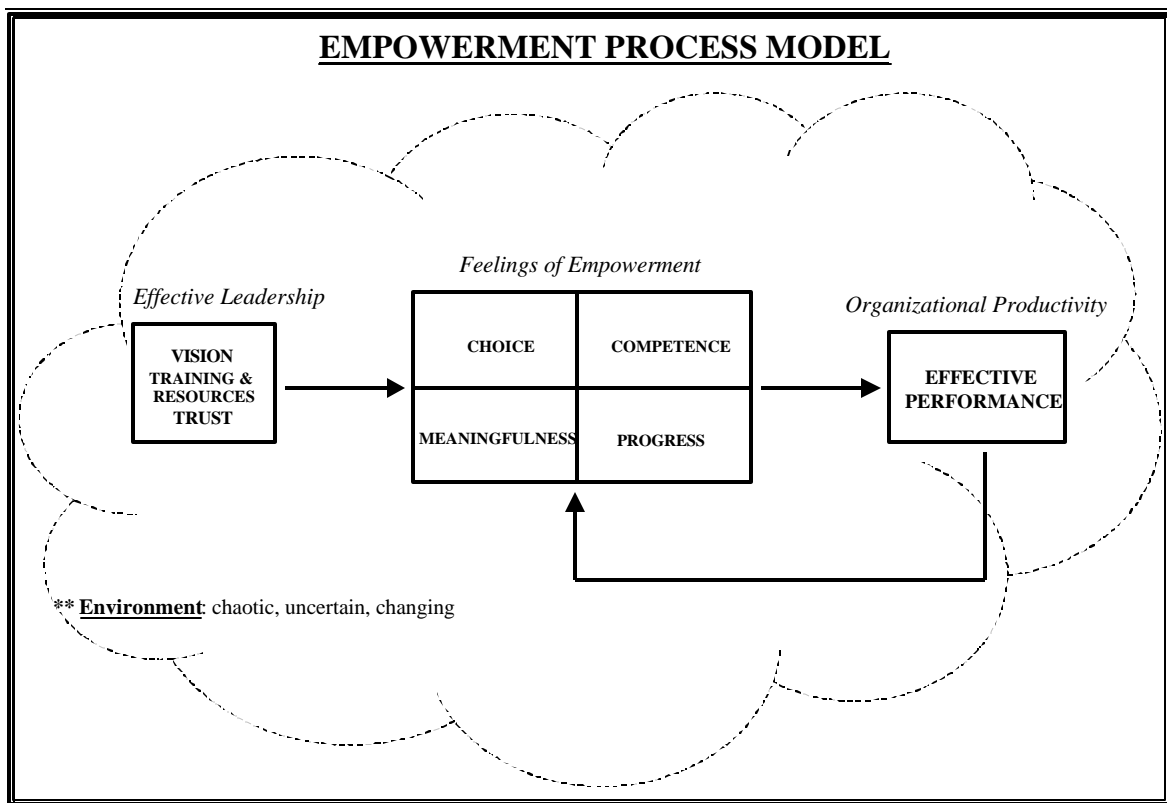 EMPOWERMENT PROCESS MODEL
Feelings of Empowerment
Effective Leadership
Organizational Productivity
VISION
TRAINING &
RESOURCES
TRUST
CHOICE
COMPETENCE
MEANINGFULNESS
PROGRESS
EFFECTIVE
PERFORMANCE
** Environment: chaotic, uncertain, changing